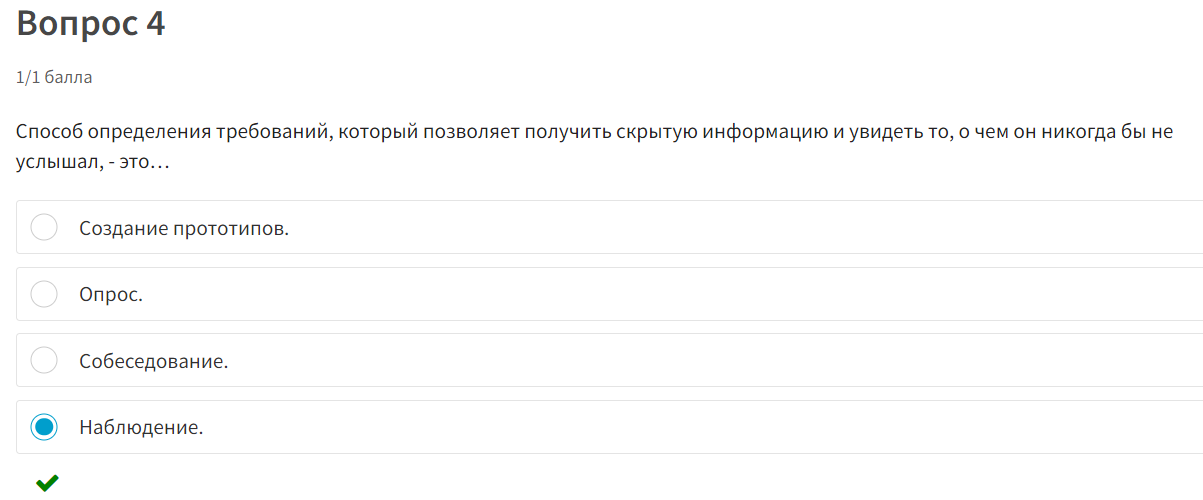 Вопрос 4
1/1 балла
Способ определения требований, который позволяет получить скрытую информацию и увидеть то, о чем он никогда бы не
услышал, - это…
Создание прототипов.
Опрос.
Собеседование.
Наблюдение.